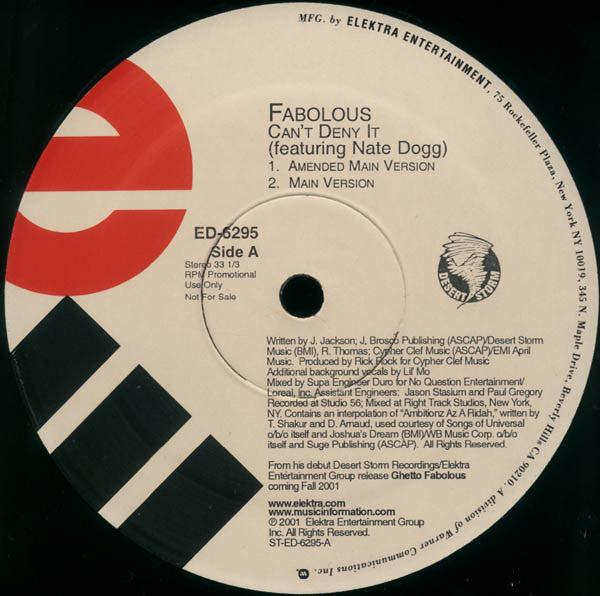 MFG. by ELEKTRA ENTERTAINMENT, 75 Rockefeller Plaza, New York NY 10019, 345 N. Maple Drive, Beverly Hills CA 90210. A division of Warner Communications Inc.
FABOLOUS
CAN'T DENY IT
(featuring Nate Dogg)
1. AMENDED MAIN VERSION
2. MAIN VERSION
ED-6295
Side A
Stereo 33 1/3
RPM Promotional
Use Only
Not For Sale
DESERT STORM
Written by J. Jackson; J. Brosco Publishing (ASCAP)/Desert Storm
Music (BMI), R. Thomas; Cypher Clef Music (ASCAP)/EMI April
Music. Produced by Rick Rock for Cypher Clef Music
Additional background vocals by Lil' Mo
Mixed by Supa Engineer Duro for No Question Entertainment/
Loreal, Inc. Assistant Engineers: Jason Stasium and Paul Gregory
Recorded at Studio 56; Mixed at Right Track Studios, New York,
NY. Contains an interpolation of "Ambitionz Az A Ridah," written by
T. Shakur and D. Arnaud, used courtesy of Songs of Universal
o/b/o itself and Joshua's Dream (BMI)/WB Music Corp. o/b/o
itself and Suge Publishing (ASCAP). All Rights Reserved.
From his debut Desert Storm Recordings/Elektra
Entertainment Group release Ghetto Fabolous
coming Fall 2001
www.elektra.com
www.musicinformation.com
℗ 2001 Elektra Entertainment Group
Inc. All Rights Reserved.
ST-ED-6295-A